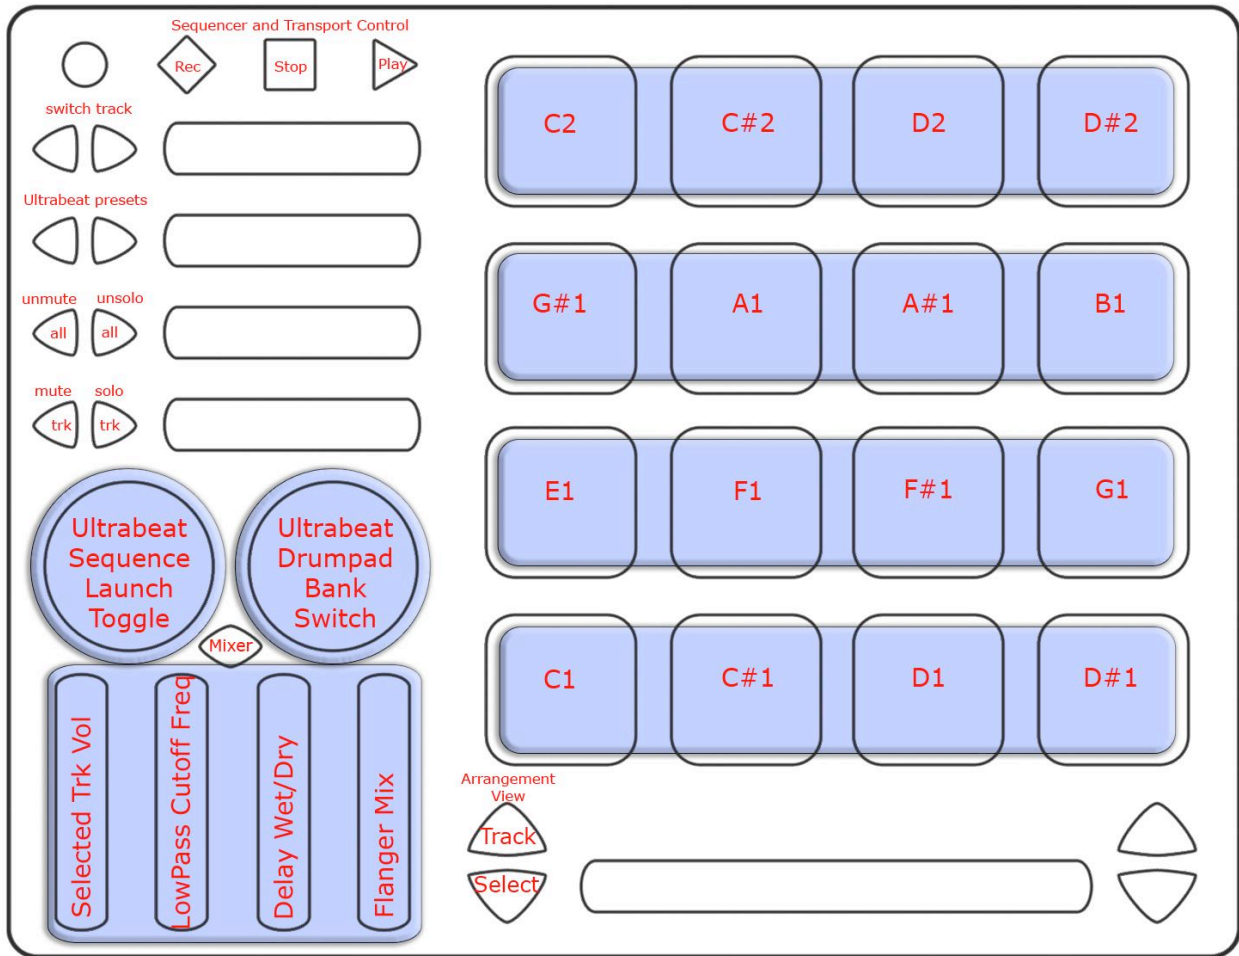 Sequencer and Transport Control
Rec
Stop
Play
switch track
Ultrabeat presets
unmute unsolo
all all
mute solo
trk trk
Ultrabeat
Sequence
Launch
Toggle
Ultrabeat
Drumpad
Bank
Switch
Mixer
Selected Trk Vol
LowPass Cutoff Freq
Delay Wet/Dry
Flanger Mix
C2 C#2 D2 D#2
G#1 A1 A#1 B1
E1 F1 F#1 G1
C1 C#1 D1 D#1
Arrangement
View
Track
Select